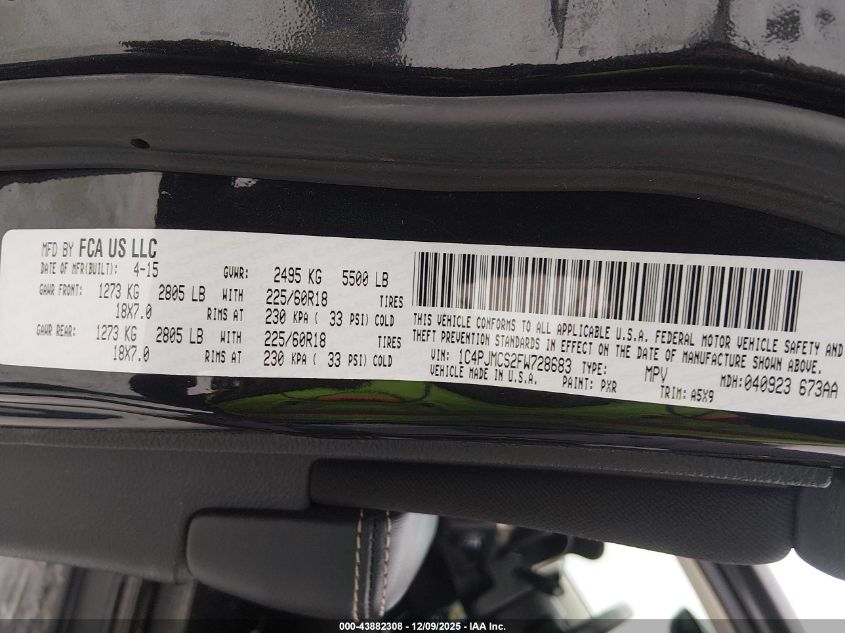 MFD BY FCA US LLC
DATE OF MFR(BUILT): 4-15 GVWR: 2495 KG 5500 LB
GAWR FRONT: 1273 KG 2805 LB WITH 225/60R18 TIRES
18X7.0 RIMS AT 230 KPA ( 33 PSI) COLD
GAWR REAR: 1273 KG 2805 LB WITH 225/60R18 TIRES
18X7.0 RIMS AT 230 KPA ( 33 PSI) COLD
THIS VEHICLE CONFORMS TO ALL APPLICABLE U.S.A. FEDERAL MOTOR VEHICLE SAFETY AND
THEFT PREVENTION STANDARDS IN EFFECT ON THE DATE OF MANUFACTURE SHOWN ABOVE.
VIN: 1C4PJMCS2FW728683 TYPE: MPV MDH:040923 673AA
VEHICLE MADE IN U.S.A. PAINT: PXR TRIM: A5X9
000-43882308 - 12/09/2025 - IAA Inc.